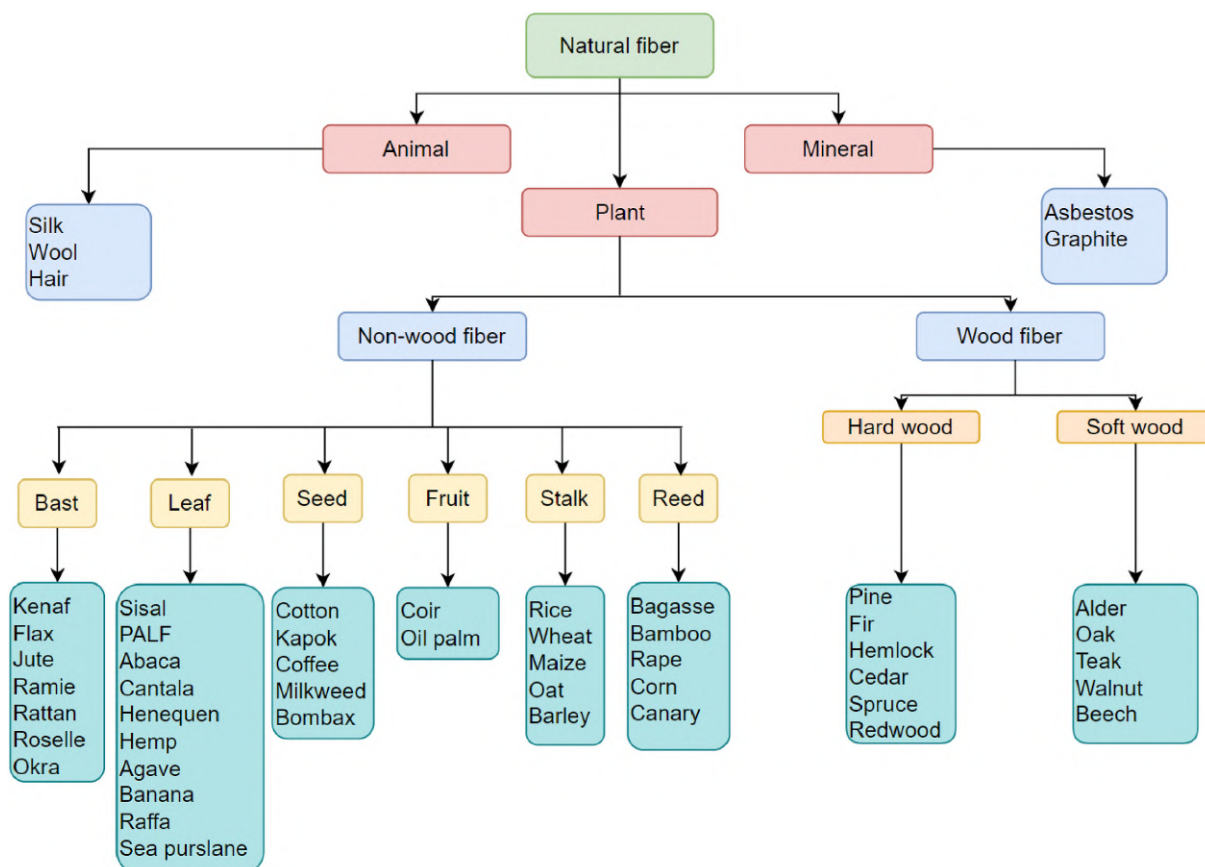 Natural fiber
Animal
Mineral
Plant
Silk
Wool
Hair
Asbestos
Graphite
Non-wood fiber
Wood fiber
Hard wood
Soft wood
Bast
Leaf
Seed
Fruit
Stalk
Reed
Kenaf
Flax
Jute
Ramie
Rattan
Roselle
Okra
Sisal
PALF
Abaca
Cantala
Henequen
Hemp
Agave
Banana
Raffa
Sea purslane
Cotton
Kapok
Coffee
Milkweed
Bombax
Coir
Oil palm
Rice
Wheat
Maize
Oat
Barley
Bagasse
Bamboo
Rape
Corn
Canary
Pine
Fir
Hemlock
Cedar
Spruce
Redwood
Alder
Oak
Teak
Walnut
Beech